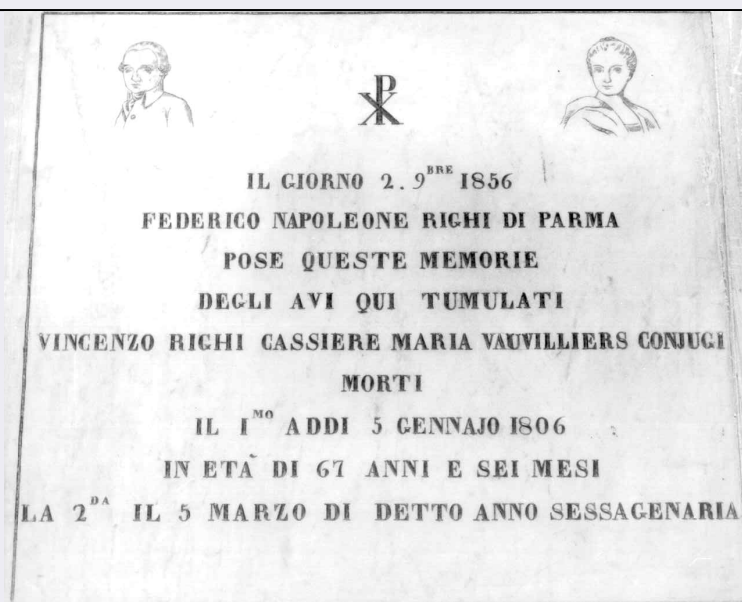 IL GIORNO 2. 9BRE 1856
FEDERICO NAPOLEONE RIGHI DI PARMA
POSE QUESTE MEMORIE
DEGLI AVI QUI TUMULATI
VINCENZO RIGHI CASSIERE MARIA VAUVILLIERS CONJUGI
MORTI
IL 1MO ADDI 5 GENNAJO 1806
IN ETÀ DI 67 ANNI E SEI MESI
LA 2DA IL 5 MARZO DI DETTO ANNO SESSAGENARIA